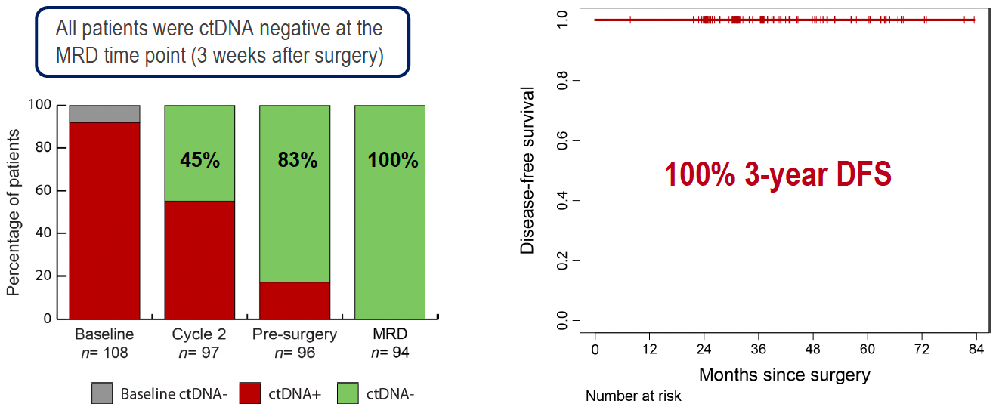 All patients were ctDNA negative at the
MRD time point (3 weeks after surgery)
Percentage of patients
100
80
60
40
20
0
45%
83%
100%
Baseline
n= 108
Cycle 2
n= 97
Pre-surgery
n= 96
MRD
n= 94
Baseline ctDNA-
ctDNA+
ctDNA-
Disease-free survival
1.0
0.8
0.6
0.4
0.2
0.0
100% 3-year DFS
0 12 24 36 48 60 72 84
Months since surgery
Number at risk